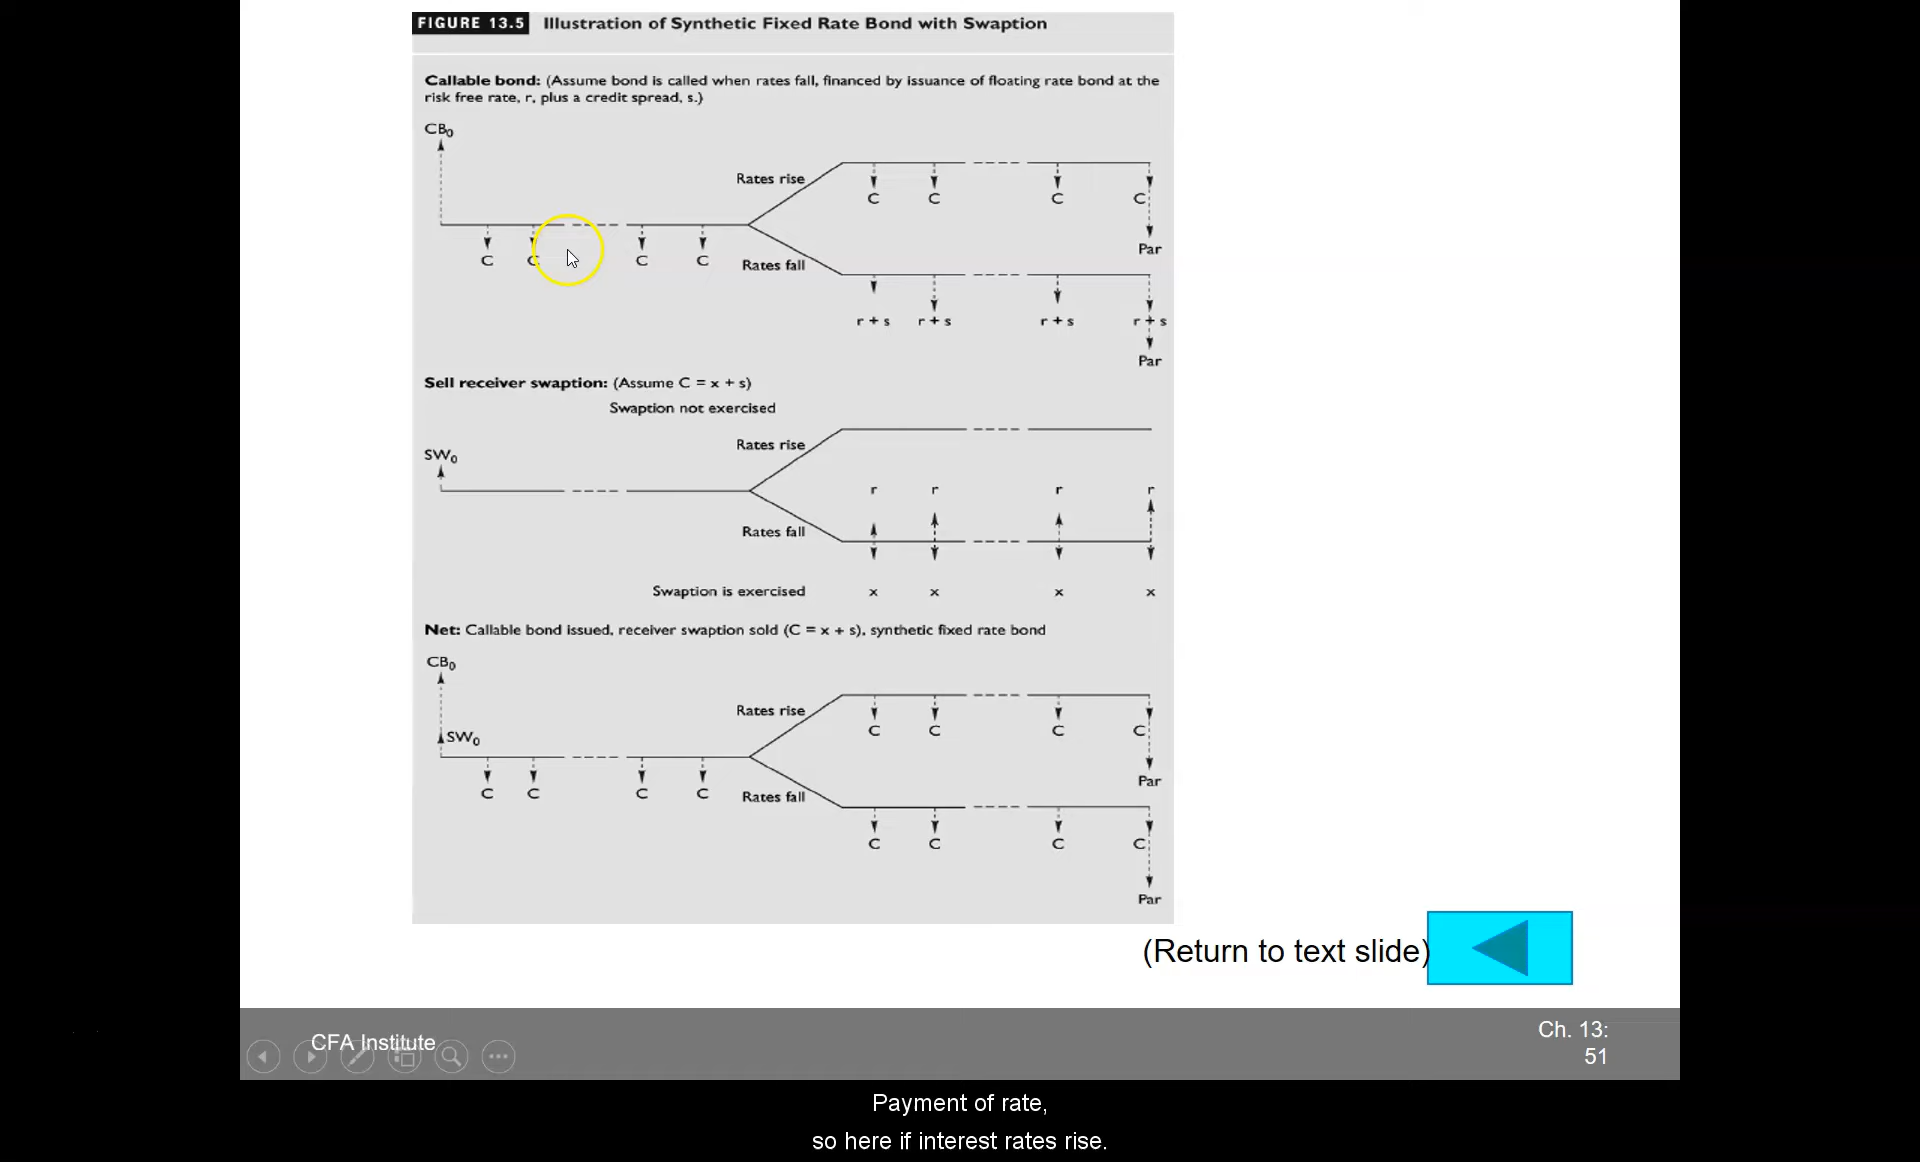 FIGURE 13.5 Illustration of Synthetic Fixed Rate Bond with Swaption
Callable bond: (Assume bond is called when rates fall, financed by issuance of floating rate bond at the
risk free rate, r, plus a credit spread, s.)
CB0
Rates rise
C C C C
Par
C C C C
Rates fall
r + s r + s r + s r + s
Par
Sell receiver swaption: (Assume C = x + s)
Swaption not exercised
Rates rise
SW0
r r r r
Rates fall
Swaption is exercised x x x x
Net: Callable bond issued, receiver swaption sold (C = x + s), synthetic fixed rate bond
CB0
Rates rise
C C C C
SW0
Par
C C C C
Rates fall
C C C C
Par
(Return to text slide)
CFA Institute
Ch. 13:
51
Payment of rate,
so here if interest rates rise.